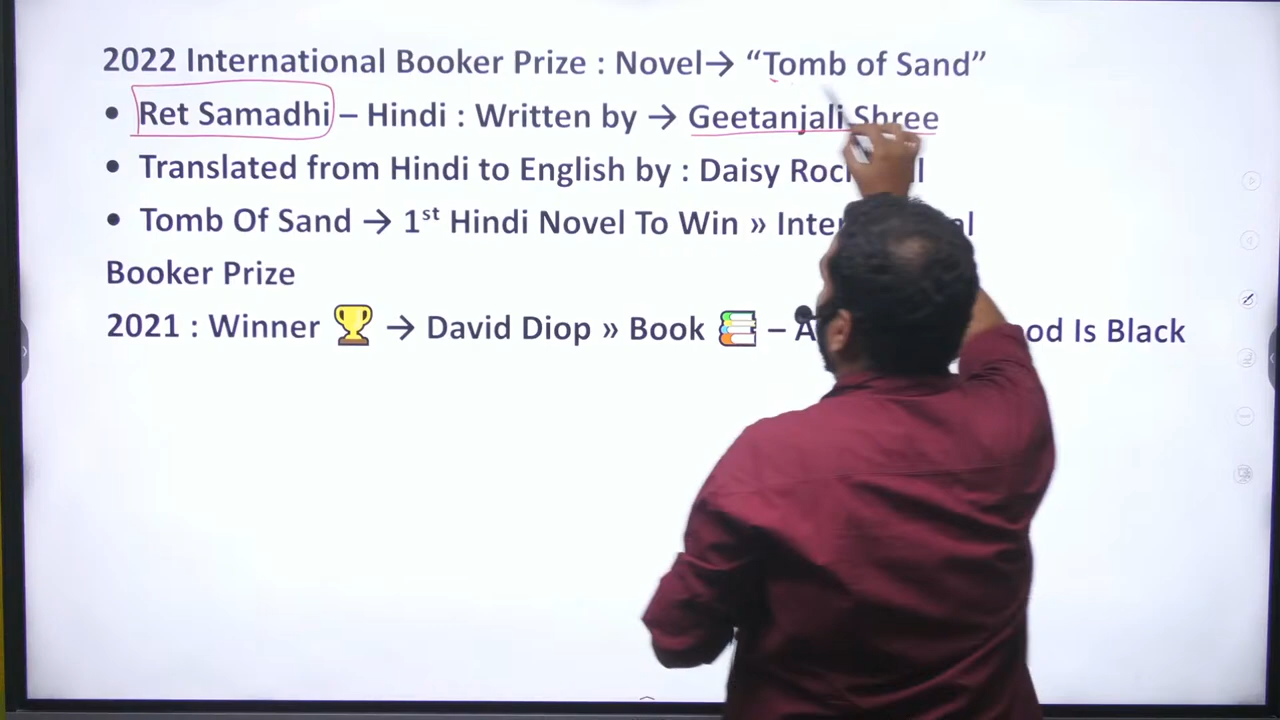 2022 International Booker Prize : Novel→ “Tomb of Sand”
• Ret Samadhi – Hindi : Written by → Geetanjali Shree
• Translated from Hindi to English by : Daisy
• Tomb Of Sand → 1st Hindi Novel To Win »
Booker Prize
2021 : Winner 🏆 → David Diop » Book 📚 – Is Black